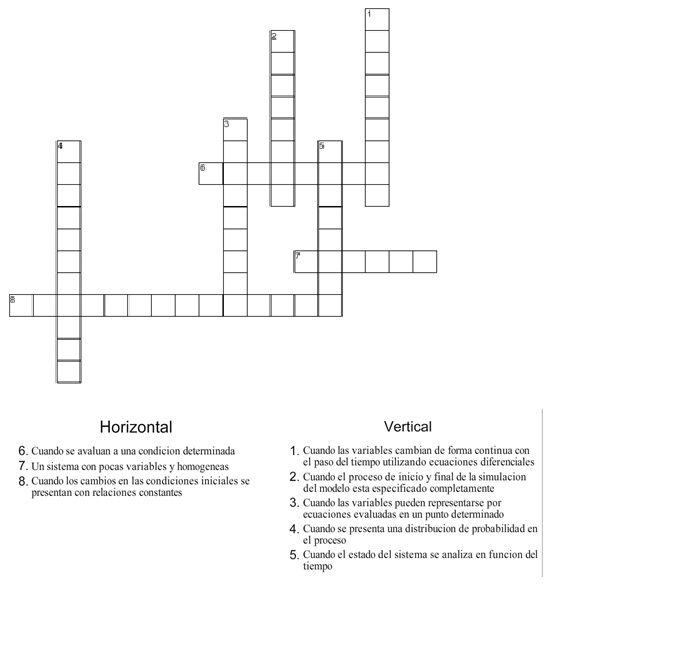 1
2
3
4
5
6
7
8
Horizontal
6. Cuando se avaluan a una condicion determinada
7. Un sistema con pocas variables y homogeneas
8. Cuando los cambios en las condiciones iniciales se
presentan con relaciones constantes
Vertical
1. Cuando las variables cambian de forma continua con
el paso del tiempo utilizando ecuaciones diferenciales
2. Cuando el proceso de inicio y final de la simulacion
del modelo esta especificado completamente
3. Cuando las variables pueden representarse por
ecuaciones evaluadas en un punto determinado
4. Cuando se presenta una distribucion de probabilidad en
el proceso
5. Cuando el estado del sistema se analiza en funcion del
tiempo